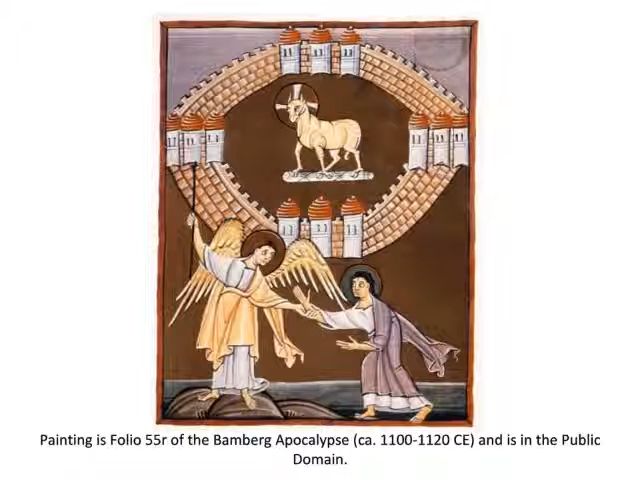 Painting is Folio 55r of the Bamberg Apocalypse (ca. 1100-1120 CE) and is in the Public
Domain.